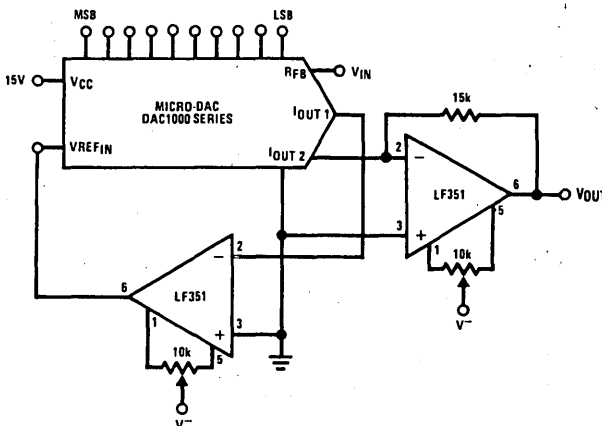 MSB
LSB
RFB
VIN
15V
VCC
MICRO-DAC
DAC1000 SERIES
IOUT 1
15k
VREFIN
IOUT 2
2
−
LF351
6
VOUT
5
3
+
1
10k
V−
2
−
6
LF351
1
3
+
5
10k
V−